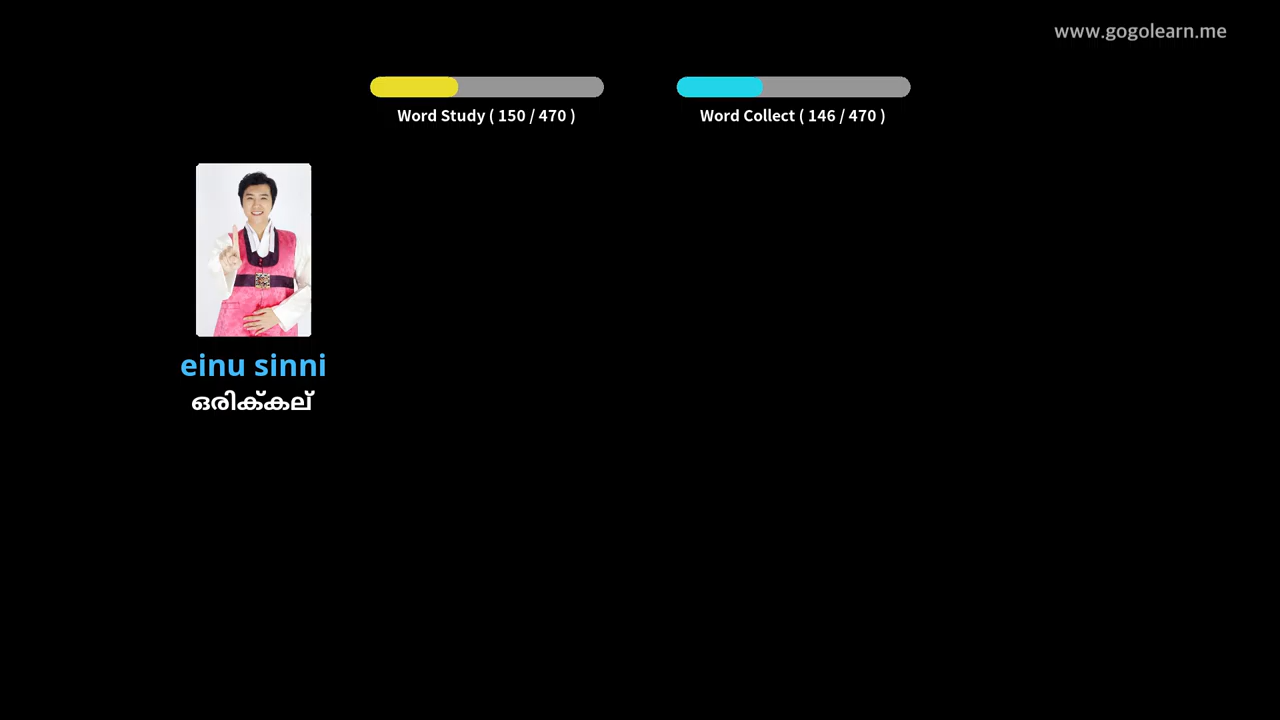 www.gogolearn.me
Word Study ( 150 / 470 )
Word Collect ( 146 / 470 )
einu sinni
ഒരിക്കല്